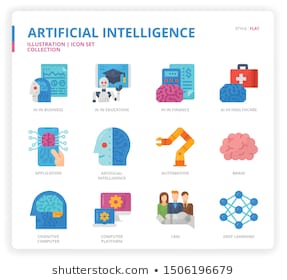 ARTIFICIAL INTELLIGENCE
STYLE : FLAT
ILLUSTRATION | ICON SET
COLLECTION
AI IN BUSINESS
AI IN EDUCATION
AI IN FINANCE
AI IN HEALTHCARE
APPLICATION
ARTIFICIAL
INTELLIGENCE
AUTOMATION
BRAIN
COGNITIVE
COMPUTER
COMPUTER
PLATFORM
CRM
DEEP LEARNING
shutterstock.com • 1506196679